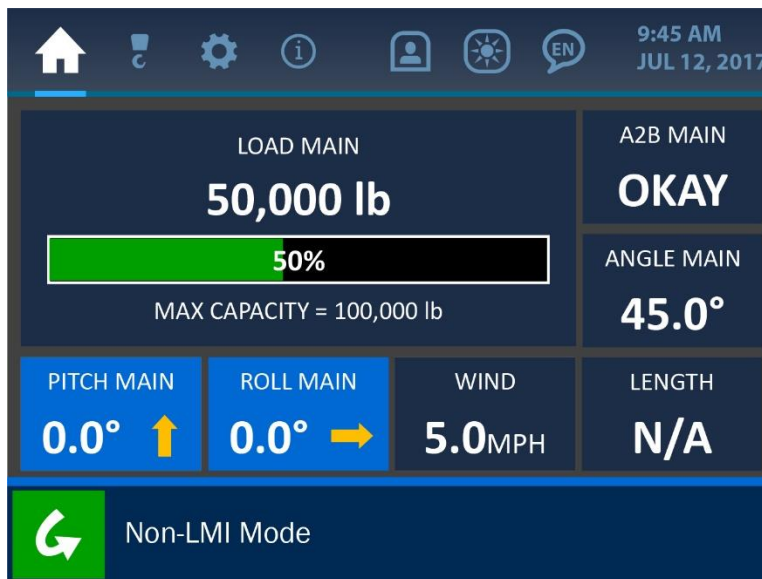 EN
9:45 AM
JUL 12, 2017
LOAD MAIN
50,000 lb
50%
MAX CAPACITY = 100,000 lb
A2B MAIN
OKAY
ANGLE MAIN
45.0°
PITCH MAIN
0.0°
ROLL MAIN
0.0°
WIND
5.0MPH
LENGTH
N/A
Non-LMI Mode